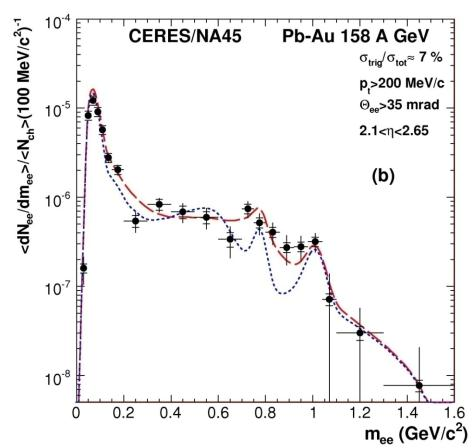 CERES/NA45 Pb-Au 158 A GeV
σtrig/σtot≈ 7 %
pt>200 MeV/c
Θee>35 mrad
2.1<η<2.65
(b)
<dNee/dmee>/<Nch>(100 MeV/c²)⁻¹
10⁻⁴
10⁻⁵
10⁻⁶
10⁻⁷
10⁻⁸
0 0.2 0.4 0.6 0.8 1 1.2 1.4 1.6
mee (GeV/c²)